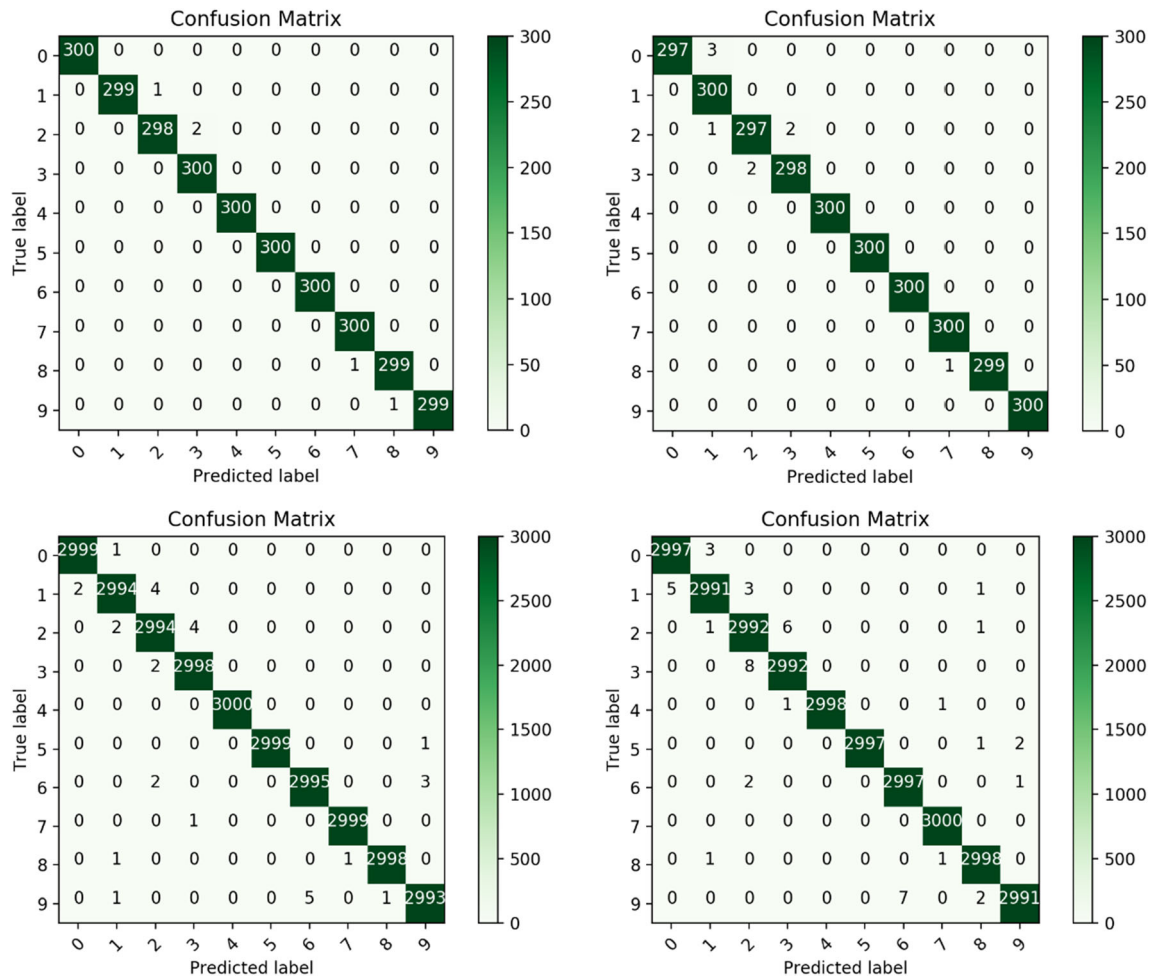 Confusion Matrix
0 300 0 0 0 0 0 0 0 0 0
1 0 299 1 0 0 0 0 0 0 0
2 0 0 298 2 0 0 0 0 0 0
3 0 0 0 300 0 0 0 0 0 0
4 0 0 0 0 300 0 0 0 0 0
5 0 0 0 0 0 300 0 0 0 0
6 0 0 0 0 0 0 300 0 0 0
7 0 0 0 0 0 0 0 300 0 0
8 0 0 0 0 0 0 0 1 299 0
9 0 0 0 0 0 0 0 0 1 299
0 1 2 3 4 5 6 7 8 9
Predicted label
True label
300
250
200
150
100
50
0
Confusion Matrix
0 297 3 0 0 0 0 0 0 0 0
1 0 300 0 0 0 0 0 0 0 0
2 0 1 297 2 0 0 0 0 0 0
3 0 0 2 298 0 0 0 0 0 0
4 0 0 0 0 300 0 0 0 0 0
5 0 0 0 0 0 300 0 0 0 0
6 0 0 0 0 0 0 300 0 0 0
7 0 0 0 0 0 0 0 300 0 0
8 0 0 0 0 0 0 0 1 299 0
9 0 0 0 0 0 0 0 0 0 300
0 1 2 3 4 5 6 7 8 9
Predicted label
True label
300
250
200
150
100
50
0
Confusion Matrix
0 2999 1 0 0 0 0 0 0 0 0
1 2 2994 4 0 0 0 0 0 0 0
2 0 2 2994 4 0 0 0 0 0 0
3 0 0 2 2998 0 0 0 0 0 0
4 0 0 0 0 3000 0 0 0 0 0
5 0 0 0 0 0 2999 0 0 0 1
6 0 0 2 0 0 0 2995 0 0 3
7 0 0 0 1 0 0 0 2999 0 0
8 0 1 0 0 0 0 0 1 2998 0
9 0 1 0 0 0 0 5 0 1 2993
0 1 2 3 4 5 6 7 8 9
Predicted label
True label
3000
2500
2000
1500
1000
500
0
Confusion Matrix
0 2997 3 0 0 0 0 0 0 0 0
1 5 2991 3 0 0 0 0 0 1 0
2 0 1 2992 6 0 0 0 0 1 0
3 0 0 8 2992 0 0 0 0 0 0
4 0 0 0 1 2998 0 0 1 0 0
5 0 0 0 0 0 2997 0 0 1 2
6 0 0 2 0 0 0 2997 0 0 1
7 0 0 0 0 0 0 0 3000 0 0
8 0 1 0 0 0 0 0 1 2998 0
9 0 0 0 0 0 0 7 0 2 2991
0 1 2 3 4 5 6 7 8 9
Predicted label
True label
3000
2500
2000
1500
1000
500
0